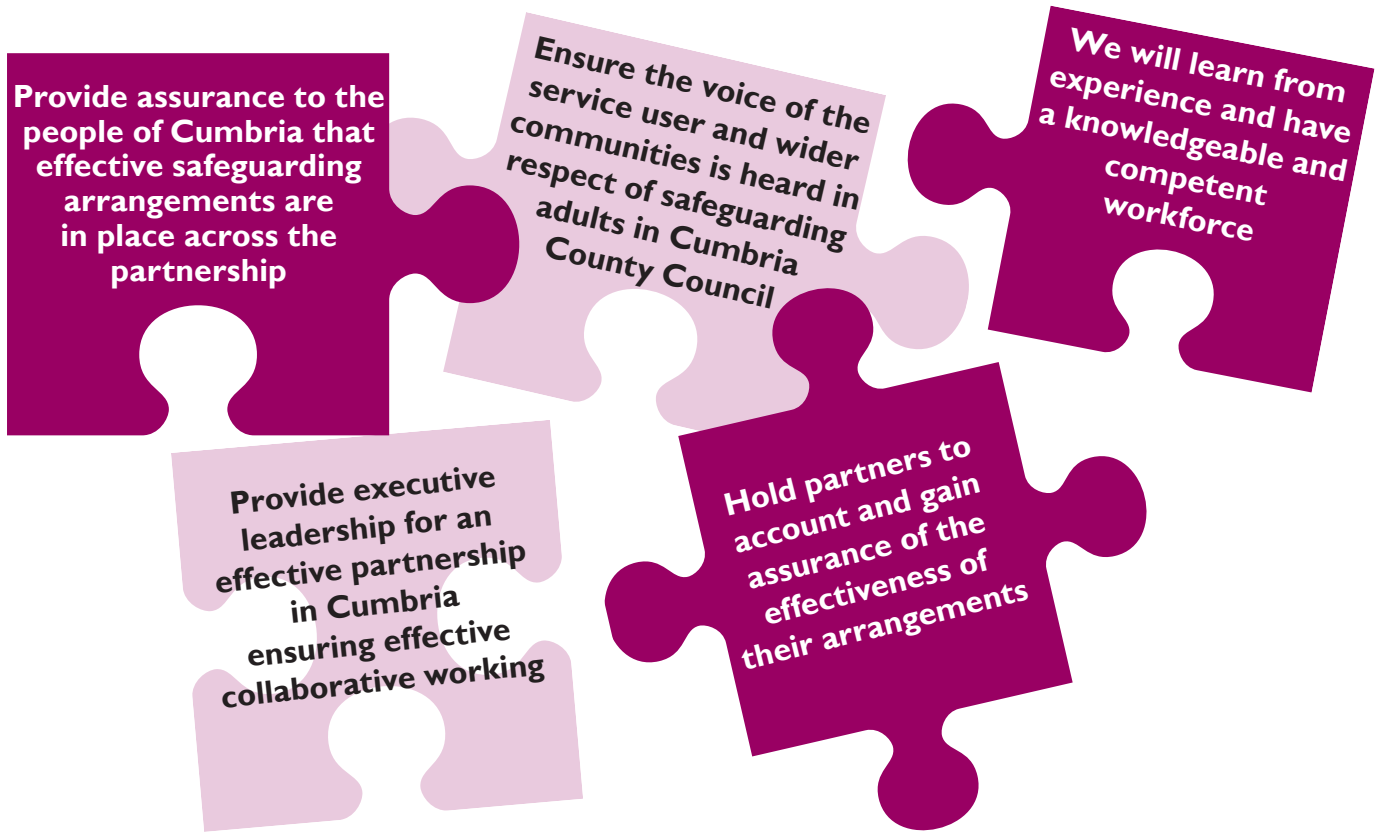 Provide assurance to the
people of Cumbria that
effective safeguarding
arrangements are
in place across the
partnership
Ensure the voice of the
service user and wider
communities is heard in
respect of safeguarding
adults in Cumbria
County Council
We will learn from
experience and have
a knowledgeable and
competent
workforce
Provide executive
leadership for an
effective partnership
in Cumbria
ensuring effective
collaborative working
Hold partners to
account and gain
assurance of the
effectiveness of
their arrangements